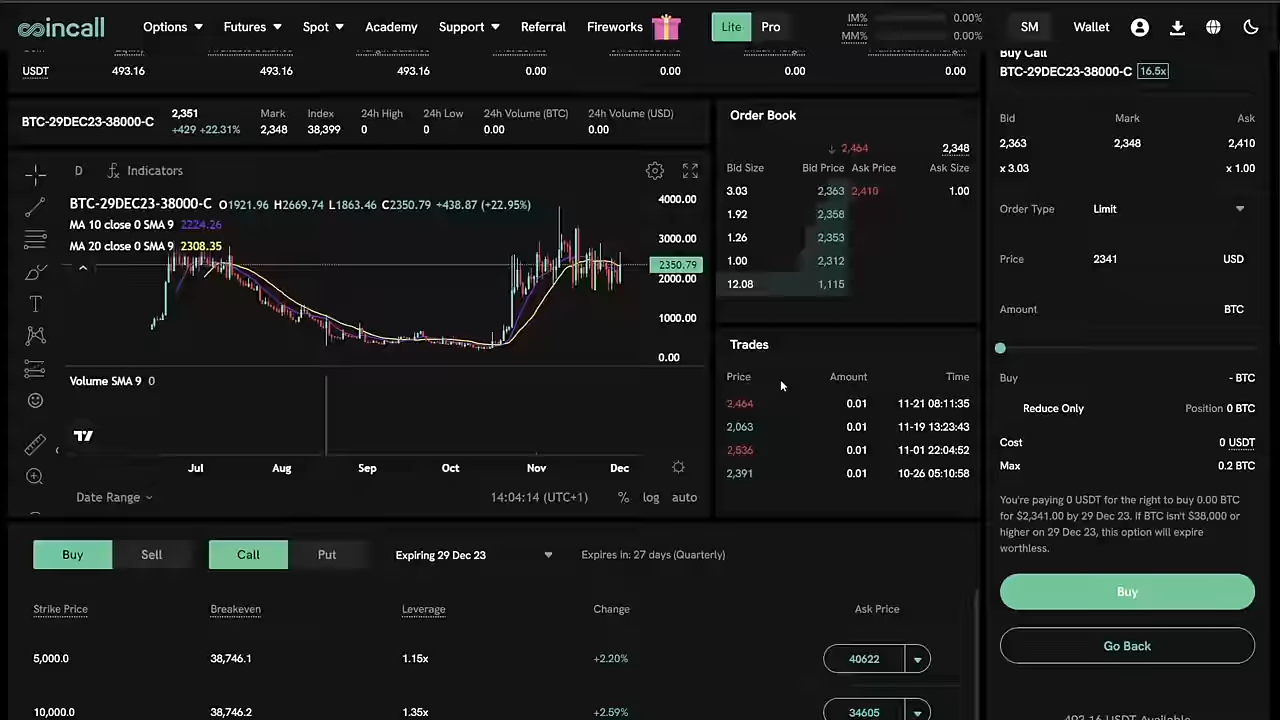 coincall Options Futures Spot Academy Support Referral Fireworks Lite Pro IM% 0.00% MM% 0.00% SM Wallet
USDT 493.16 493.16 493.16 0.00 0.00 0.00 0.00
BTC-29DEC23-38000-C
2,351
+429 +22.31%
Mark
2,348
Index
38,399
24h High
0
24h Low
0
24h Volume (BTC)
0.00
24h Volume (USD)
0.00
D Indicators
BTC-29DEC23-38000-C O1921.96 H2669.74 L1863.46 C2350.79 +438.87 (+22.95%)
MA 10 close 0 SMA 9 2224.26
MA 20 close 0 SMA 9 2308.35
4000.00
3000.00
2350.79
2000.00
1000.00
0.00
Volume SMA 9 0
Jul Aug Sep Oct Nov Dec
Date Range 14:04:14 (UTC+1) % log auto
Order Book
↓ 2,464 2,348
Bid Size Bid Price Ask Price Ask Size
3.03 2,363 2,410 1.00
1.92 2,358
1.26 2,353
1.00 2,312
12.08 1,115
Trades
Price Amount Time
2,464 0.01 11-21 08:11:35
2,063 0.01 11-19 13:23:43
2,536 0.01 11-01 22:04:52
2,391 0.01 10-26 05:10:58
Buy Sell Call Put Expiring 29 Dec 23 Expires in: 27 days (Quarterly)
Strike Price Breakeven Leverage Change Ask Price
5,000.0 38,746.1 1.15x +2.20% 40622
10,000.0 38,746.2 1.35x +2.59% 34605
Buy Call
BTC-29DEC23-38000-C 16.5x
Bid Mark Ask
2,363 2,348 2,410
x 3.03 x 1.00
Order Type Limit
Price 2341 USD
Amount BTC
Buy - BTC
Reduce Only Position 0 BTC
Cost 0 USDT
Max 0.2 BTC
You're paying 0 USDT for the right to buy 0.00 BTC
for $2,341.00 by 29 Dec 23. If BTC isn't $38,000 or
higher on 29 Dec 23, this option will expire
worthless.
Buy
Go Back
493.16 USDT Available